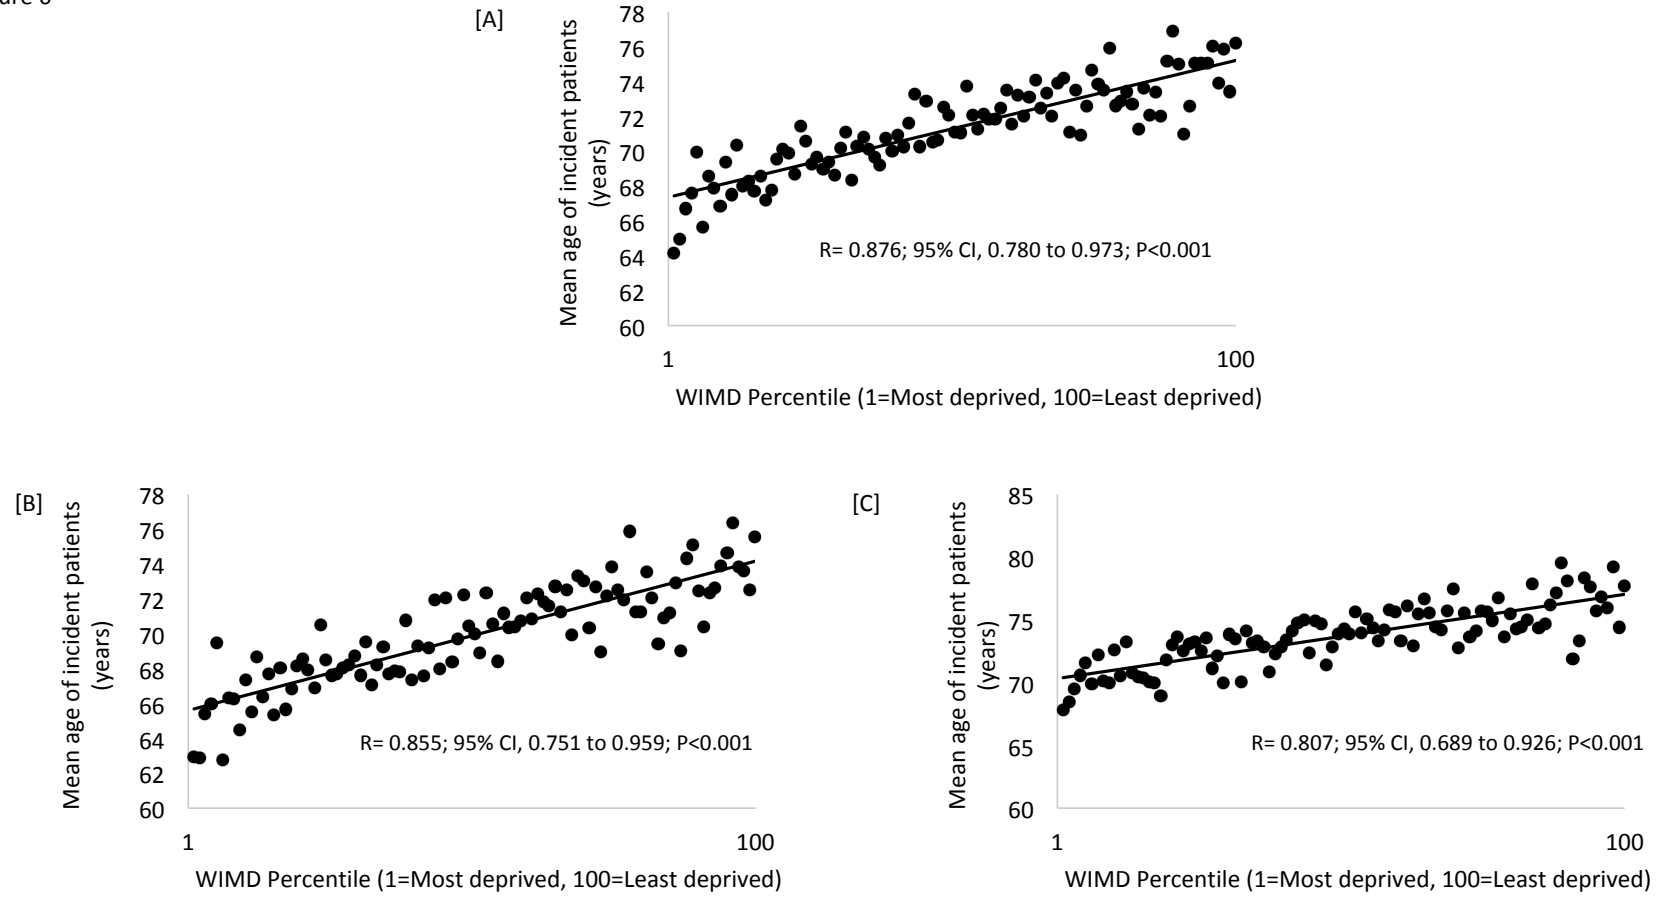 [A]
Mean age of incident patients
(years)
78
76
74
72
70
68
66
64
62
60
R= 0.876; 95% CI, 0.780 to 0.973; P<0.001
1
100
WIMD Percentile (1=Most deprived, 100=Least deprived)
[B]
Mean age of incident patients
(years)
78
76
74
72
70
68
66
64
62
60
R= 0.855; 95% CI, 0.751 to 0.959; P<0.001
1
100
WIMD Percentile (1=Most deprived, 100=Least deprived)
[C]
Mean age of incident patients
(years)
85
80
75
70
65
60
R= 0.807; 95% CI, 0.689 to 0.926; P<0.001
1
100
WIMD Percentile (1=Most deprived, 100=Least deprived)